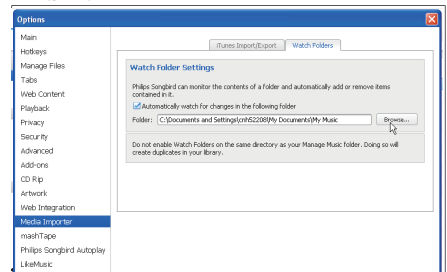 Options
Main
Hotkeys
Manage Files
Tabs
Web Content
Playback
Privacy
Security
Advanced
Add-ons
CD Rip
Artwork
Web Integration
Media Importer
mashTape
Philips Songbird Autoplay
LikeMusic
iTunes Import/Export
Watch Folders
Watch Folder Settings
Philips Songbird can monitor the contents of a folder and automatically add or remove items
contained in it.
Automatically watch for changes in the following folder
Folder: C:\Documents and Settings\cnh52208\My Documents\My Music Browse...
Do not enable Watch Folders on the same directory as your Manage Music folder. Doing so will
create duplicates in your library.